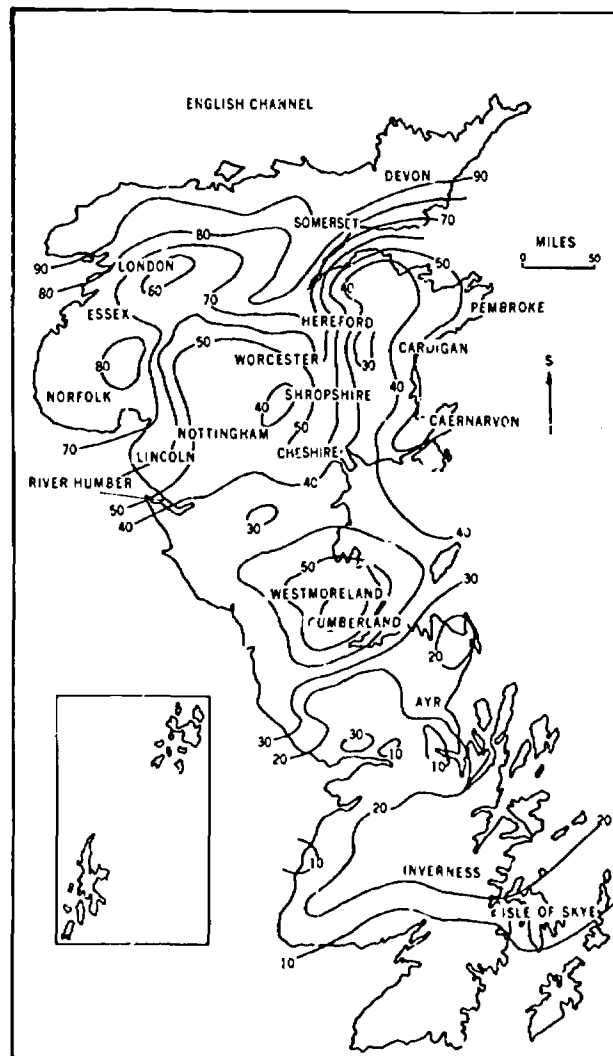 ENGLISH CHANNEL
DEVON
90
SOMERSET
70
80
MILES
0 50
90
LONDON
50
80
60
40
70
ESSEX
HEREFORD
PEMBROKE
50
WORCESTER
CARDIGAN
80
30
S
NORFOLK
SHROPSHIRE
40
40
CAERNARVON
NOTTINGHAM
50
70
LINCOLN
CHESHIRE
RIVER HUMBER
40
50
40
30
40
50
30
WESTMORELAND
CUMBERLAND
20
AYR
30
30
10
20
10
20
20
10
INVERNESS
ISLE OF SKYE
10